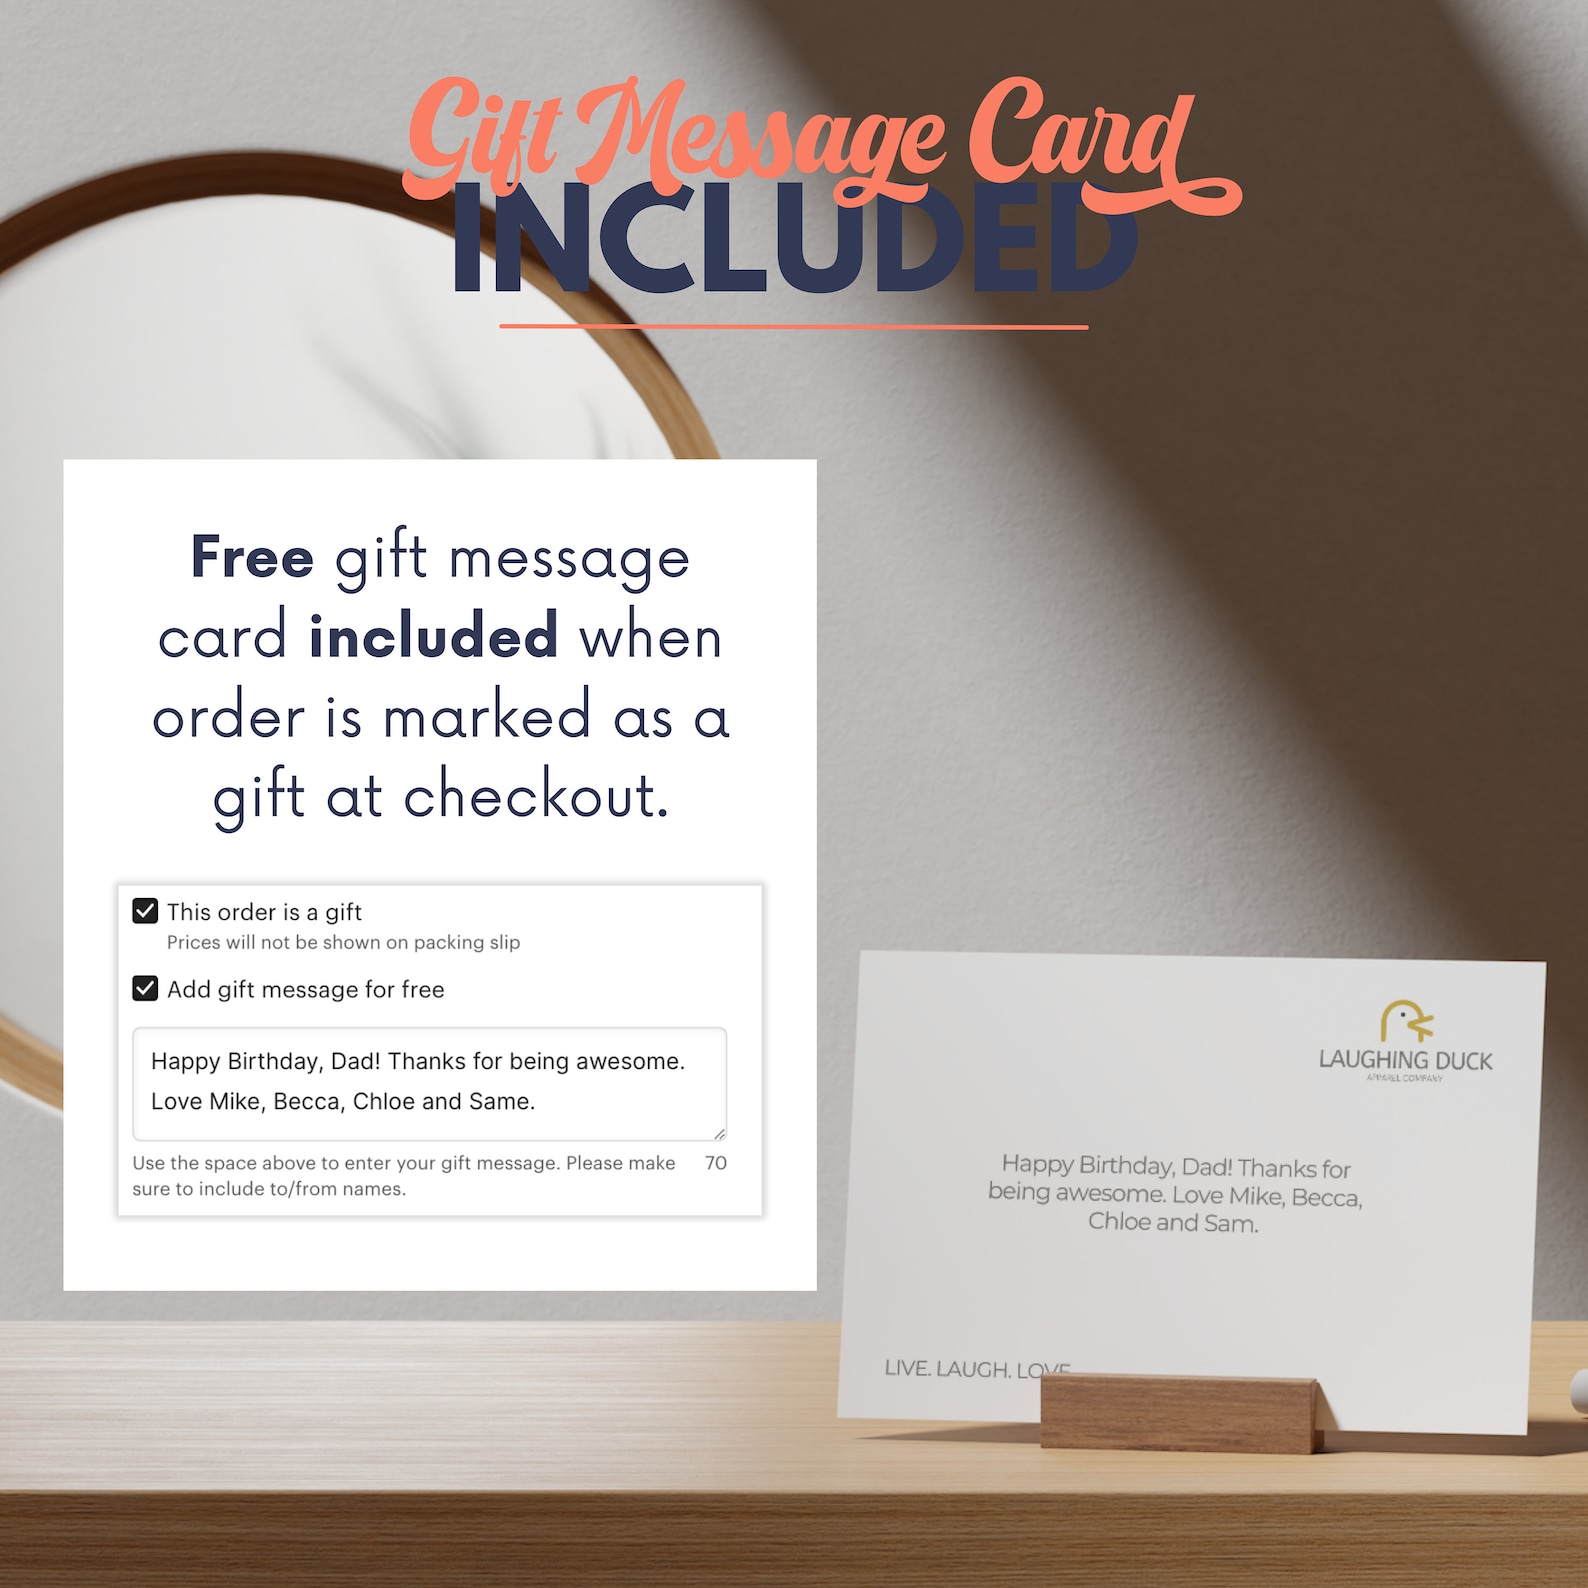 Gift Message Card
INCLUDED
Free gift message
card included when
order is marked as a
gift at checkout.
This order is a gift
Prices will not be shown on packing slip
Add gift message for free
Happy Birthday, Dad! Thanks for being awesome.
Love Mike, Becca, Chloe and Same.
Use the space above to enter your gift message. Please make 70
sure to include to/from names.
LAUGHING DUCK
APPAREL COMPANY
Happy Birthday, Dad! Thanks for
being awesome. Love Mike, Becca,
Chloe and Sam.
LIVE. LAUGH. LOVE